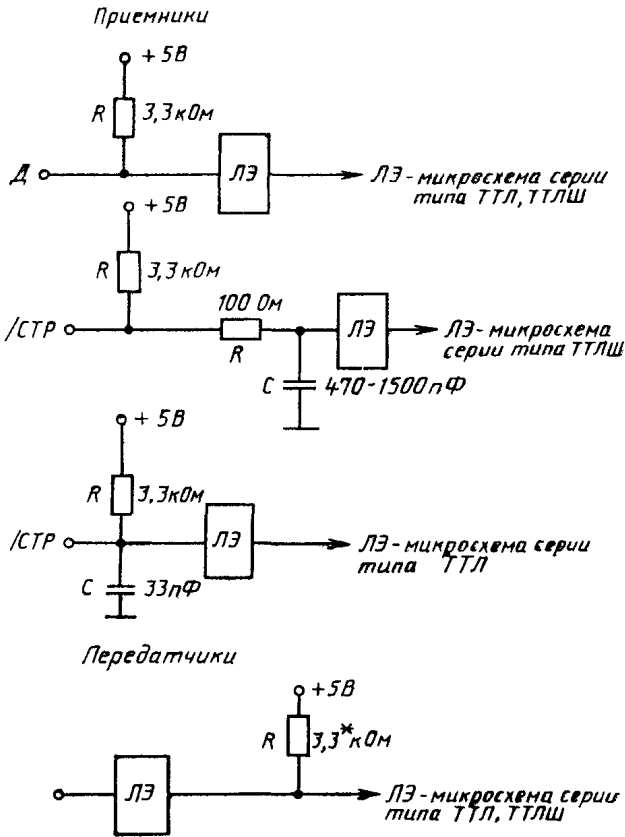 Приемники
+5В
R 3,3кОм
Д
ЛЭ
ЛЭ-микросхема серии
типа ТТЛ, ТТЛШ
+5В
R 3,3кОм
100 Ом
/СТР
R
ЛЭ
ЛЭ-микросхема
серии типа ТТЛШ
С 470-1500пФ
+5В
R 3,3кОм
/СТР
ЛЭ
ЛЭ-микросхема серии
типа ТТЛ
С 33пФ
Передатчики
+5В
R 3,3*кОм
ЛЭ
ЛЭ-микросхема серии
типа ТТЛ, ТТЛШ